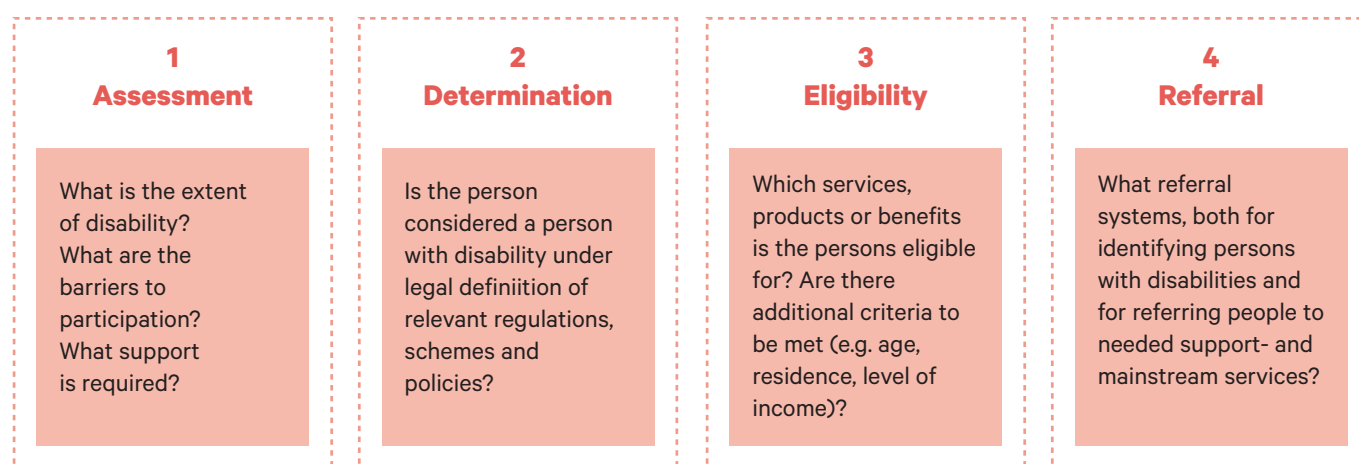 1
Assessment
What is the extent
of disability?
What are the
barriers to
participation?
What support
is required?
2
Determination
Is the person
considered a person
with disability under
legal definiition of
relevant regulations,
schemes and
policies?
3
Eligibility
Which services,
products or benefits
is the persons eligible
for? Are there
additional criteria to
be met (e.g. age,
residence, level of
income)?
4
Referral
What referral
systems, both for
identifying persons
with disabilities and
for referring people to
needed support- and
mainstream services?